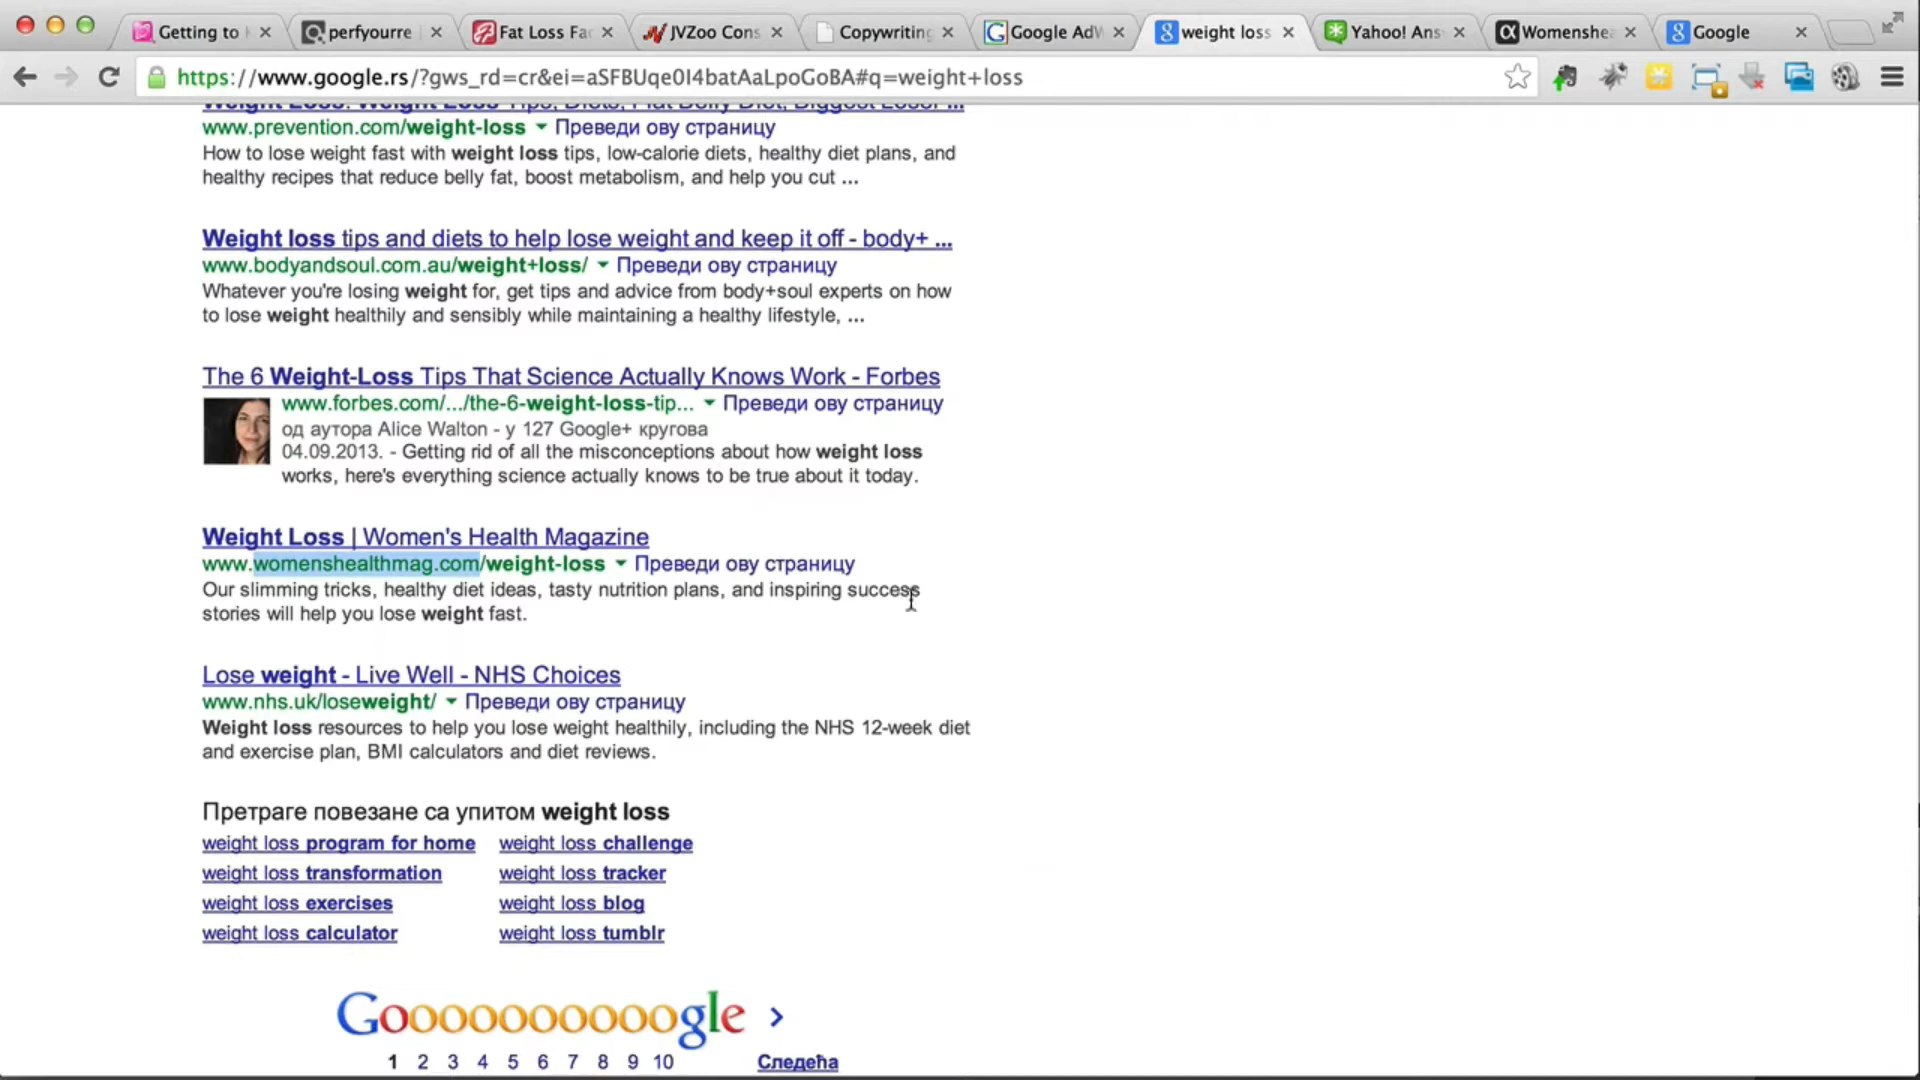 Getting to
perfyourre
Fat Loss Fac
JVZoo Cons
Copywriting
Google AdW
weight loss
Yahoo! Ans
Womenshea
Google
https://www.google.rs/?gws_rd=cr&ei=aSFBUqe0I4batAaLpoGoBA#q=weight+loss
Weight Loss: Weight Loss Tips, Diets, Flat Belly Diet, Biggest Loser ...
www.prevention.com/weight-loss Преведи ову страницу
How to lose weight fast with weight loss tips, low-calorie diets, healthy diet plans, and
healthy recipes that reduce belly fat, boost metabolism, and help you cut ...
Weight loss tips and diets to help lose weight and keep it off - body+ ...
www.bodyandsoul.com.au/weight+loss/ Преведи ову страницу
Whatever you're losing weight for, get tips and advice from body+soul experts on how
to lose weight healthily and sensibly while maintaining a healthy lifestyle, ...
The 6 Weight-Loss Tips That Science Actually Knows Work - Forbes
www.forbes.com/.../the-6-weight-loss-tip... Преведи ову страницу
од аутора Alice Walton - у 127 Google+ кругова
04.09.2013. - Getting rid of all the misconceptions about how weight loss
works, here's everything science actually knows to be true about it today.
Weight Loss | Women's Health Magazine
www.womenshealthmag.com/weight-loss Преведи ову страницу
Our slimming tricks, healthy diet ideas, tasty nutrition plans, and inspiring success
stories will help you lose weight fast.
Lose weight - Live Well - NHS Choices
www.nhs.uk/loseweight/ Преведи ову страницу
Weight loss resources to help you lose weight healthily, including the NHS 12-week diet
and exercise plan, BMI calculators and diet reviews.
Претраге повезане са упитом weight loss
weight loss program for home weight loss challenge
weight loss transformation weight loss tracker
weight loss exercises weight loss blog
weight loss calculator weight loss tumblr
Goooooooooogle >
1 2 3 4 5 6 7 8 9 10 Следећа